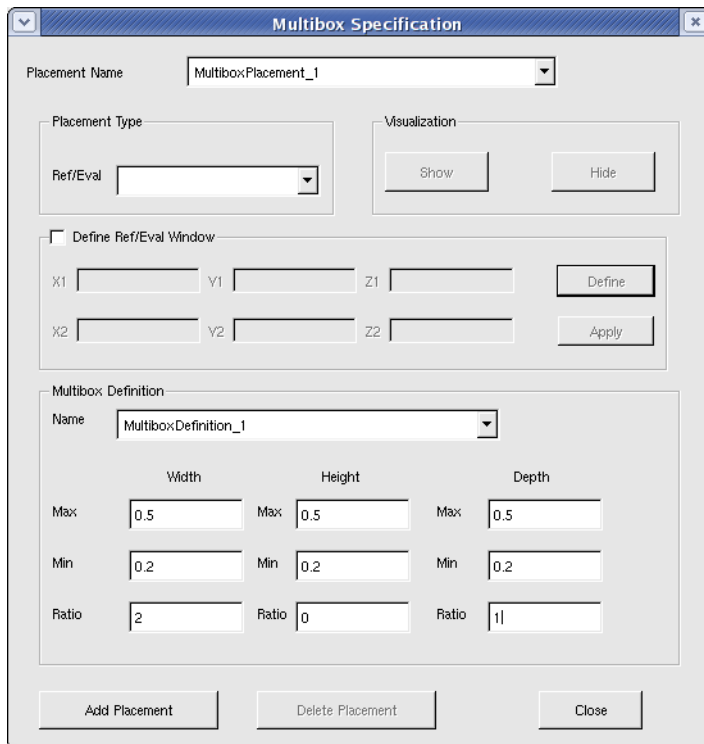 Multibox Specification
Placement Name MultiboxPlacement_1
Placement Type
Ref/Eval
Visualization
Show Hide
Define Ref/Eval Window
X1 Y1 Z1 Define
X2 Y2 Z2 Apply
Multibox Definition
Name MultiboxDefinition_1
Width Height Depth
Max 0.5 Max 0.5 Max 0.5
Min 0.2 Min 0.2 Min 0.2
Ratio 2 Ratio 0 Ratio 1
Add Placement Delete Placement Close